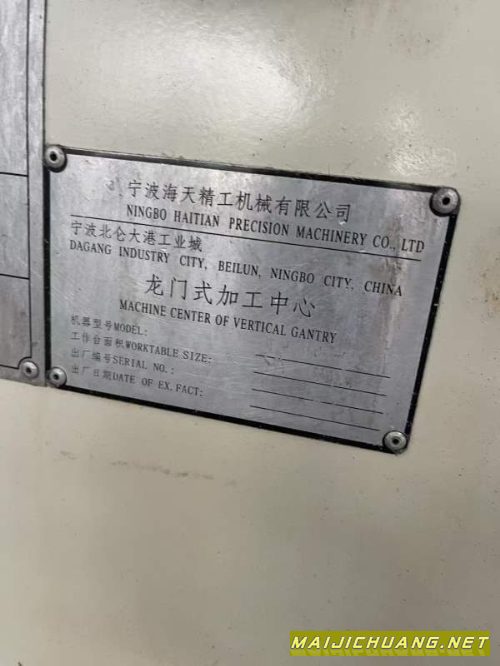 宁波海天精工机械有限公司
NINGBO HAITIAN PRECISION MACHINERY CO., LTD
宁波北仑大港工业城
DAGANG INDUSTRY CITY, BEILUN, NINGBO CITY, CHINA
龙门式加工中心
MACHINE CENTER OF VERTICAL GANTRY
机器型号MODEL:
工作台面积WORKTABLE SIZE:
出厂编号SERIAL NO.:
出厂日期DATE OF EX.FACT:
MAIJICHUANG.NET